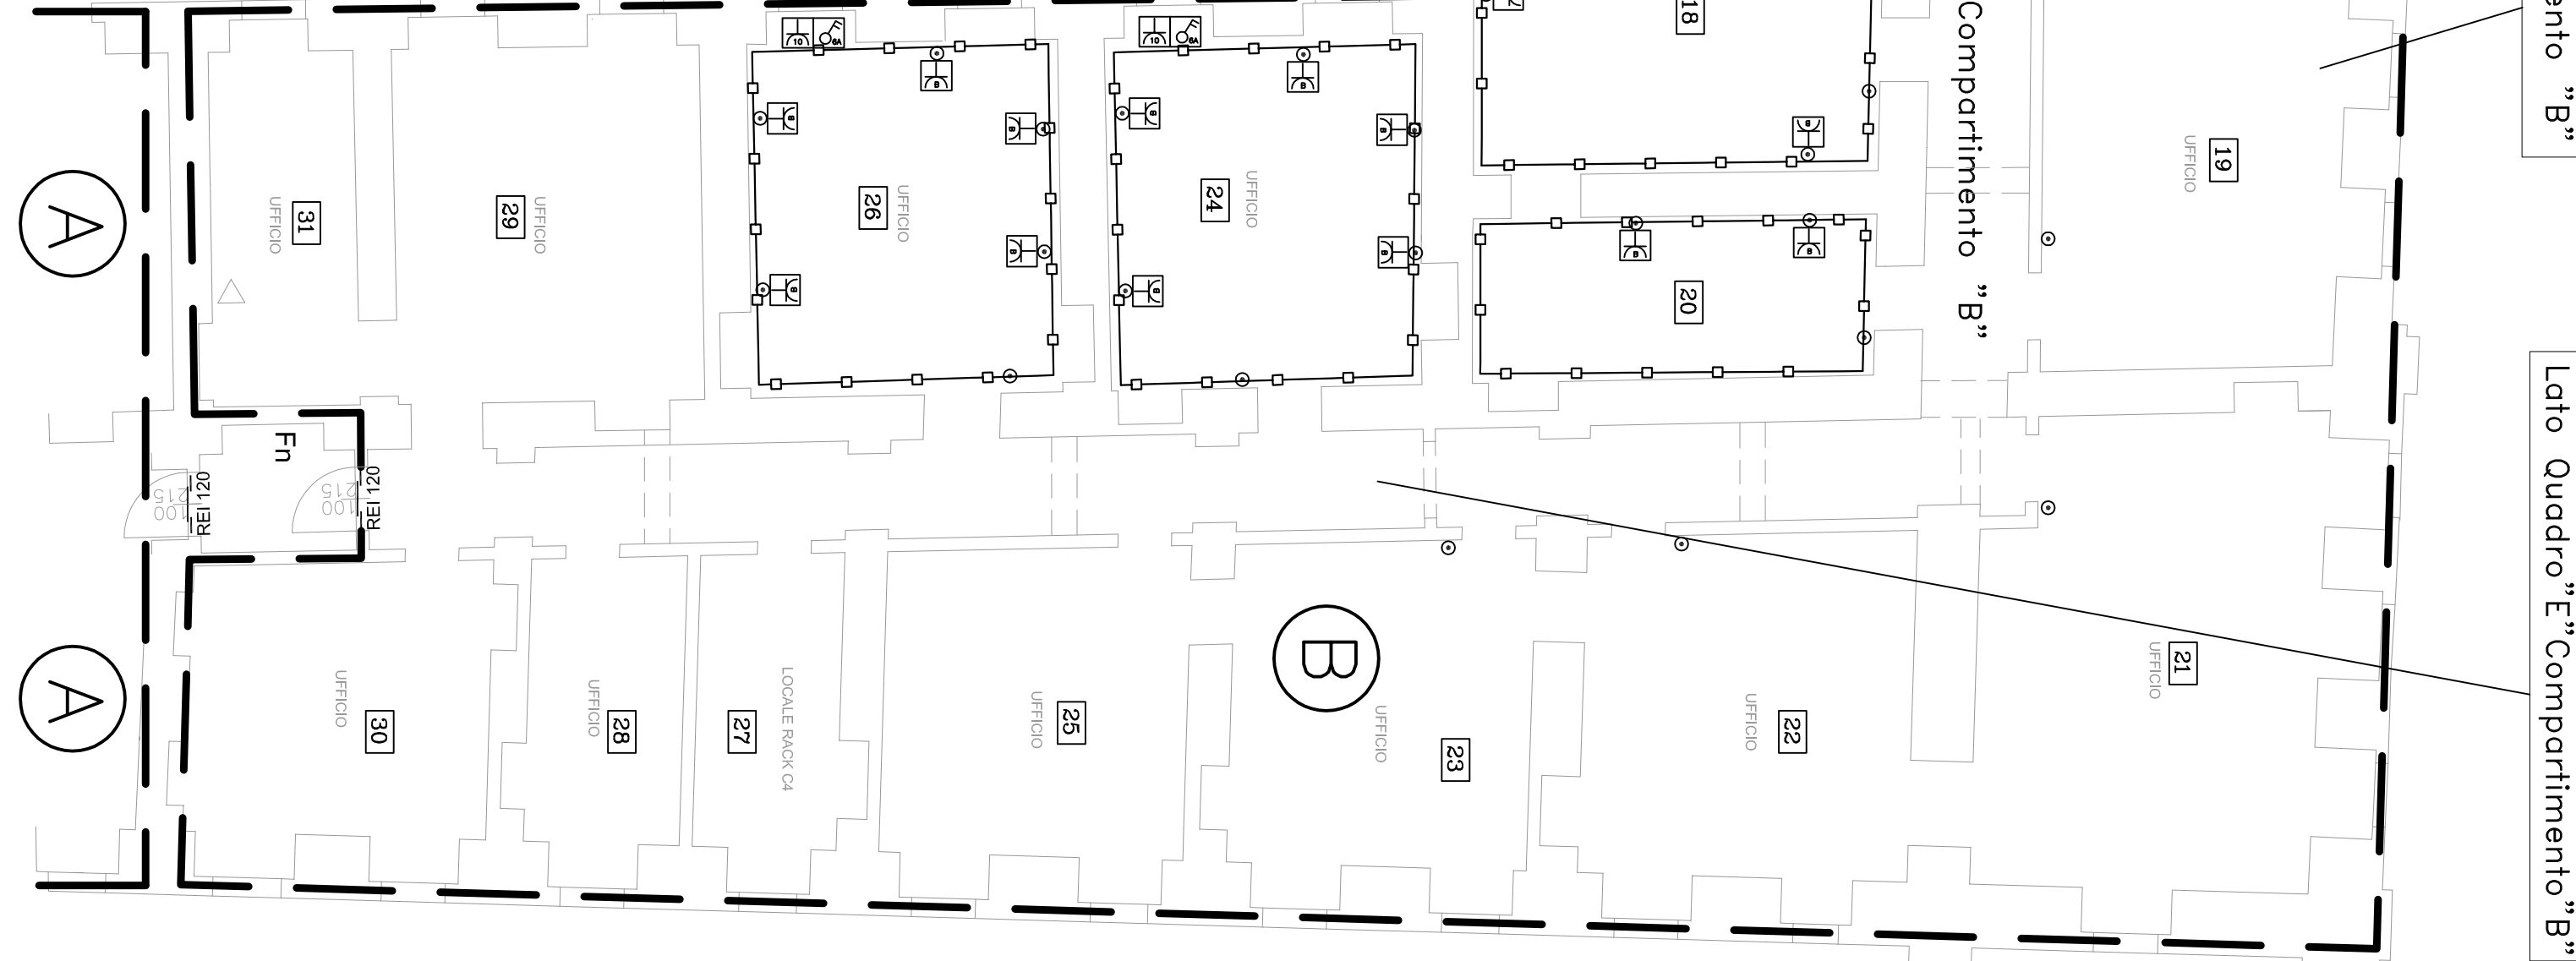 ento "B"
Lato Quadro "E" Compartimento "B"
Compartimento "B"
18
19
UFFICIO
20
24
UFFICIO
26
UFFICIO
29
UFFICIO
31
UFFICIO
10
6A
10
6A
B
B
B
B
B
B
B
B
B
B
B
B
B
A
A
B
Fn
REI 120
REI 120
100
215
100
215
21
UFFICIO
22
UFFICIO
23
UFFICIO
25
UFFICIO
27
LOCALE RACK C4
28
UFFICIO
30
UFFICIO